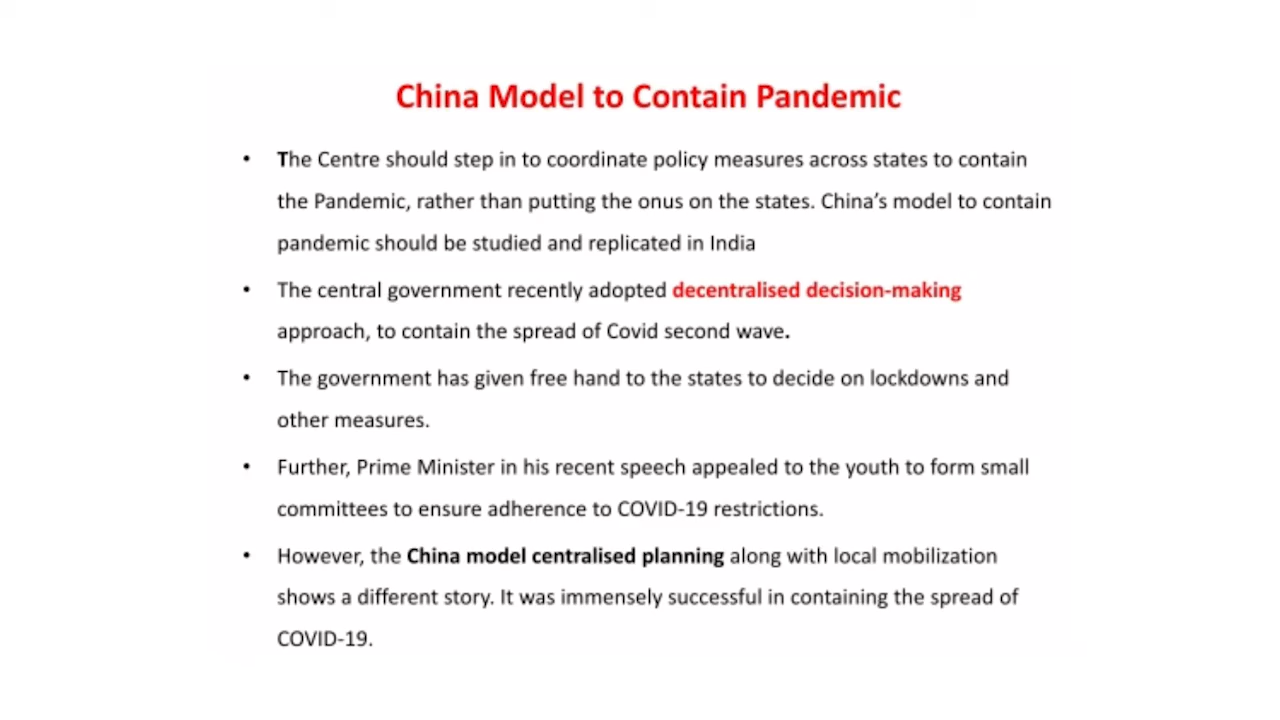 China Model to Contain Pandemic
• The Centre should step in to coordinate policy measures across states to contain
the Pandemic, rather than putting the onus on the states. China's model to contain
pandemic should be studied and replicated in India
• The central government recently adopted decentralised decision-making
approach, to contain the spread of Covid second wave.
• The government has given free hand to the states to decide on lockdowns and
other measures.
• Further, Prime Minister in his recent speech appealed to the youth to form small
committees to ensure adherence to COVID-19 restrictions.
• However, the China model centralised planning along with local mobilization
shows a different story. It was immensely successful in containing the spread of
COVID-19.